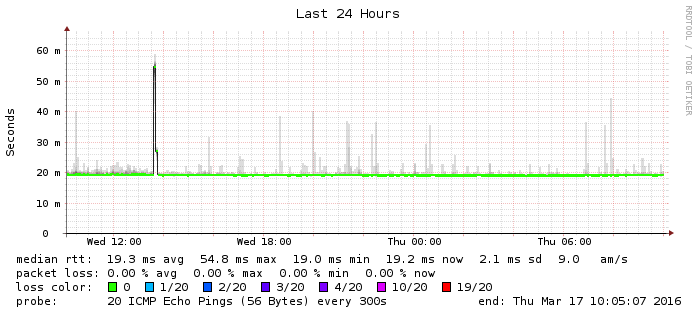 Last 24 Hours
RRDTOOL / TOBI OETIKER
Seconds
60 m
50 m
40 m
30 m
20 m
10 m
0
Wed 12:00 Wed 18:00 Thu 00:00 Thu 06:00
median rtt: 19.3 ms avg 54.8 ms max 19.0 ms min 19.2 ms now 2.1 ms sd 9.0 am/s
packet loss: 0.00 % avg 0.00 % max 0.00 % min 0.00 % now
loss color: 0 1/20 2/20 3/20 4/20 10/20 19/20
probe: 20 ICMP Echo Pings (56 Bytes) every 300s end: Thu Mar 17 10:05:07 2016